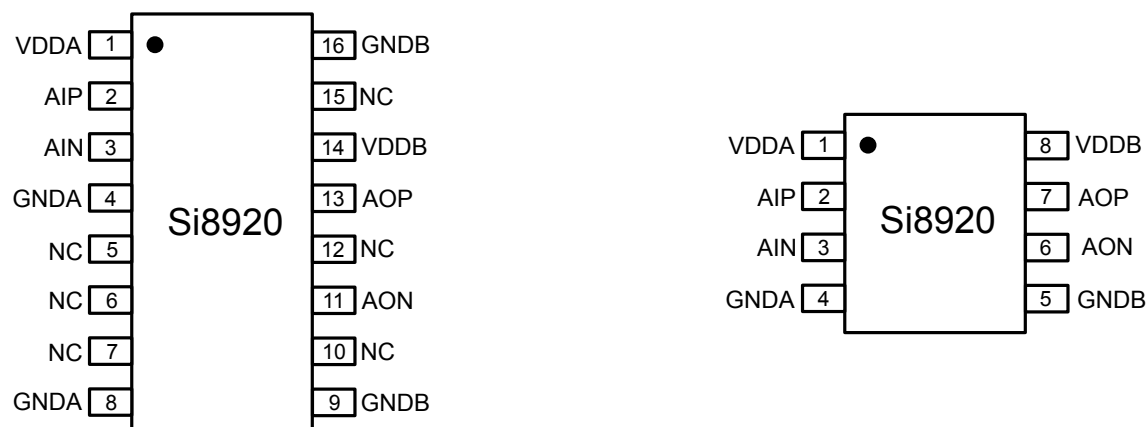 VDDA 1 16 GNDB
AIP 2 15 NC
AIN 3 14 VDDB
GNDA 4 13 AOP
Si8920
NC 5 12 NC
NC 6 11 AON
NC 7 10 NC
GNDA 8 9 GNDB
VDDA 1 8 VDDB
AIP 2 7 AOP
Si8920
AIN 3 6 AON
GNDA 4 5 GNDB